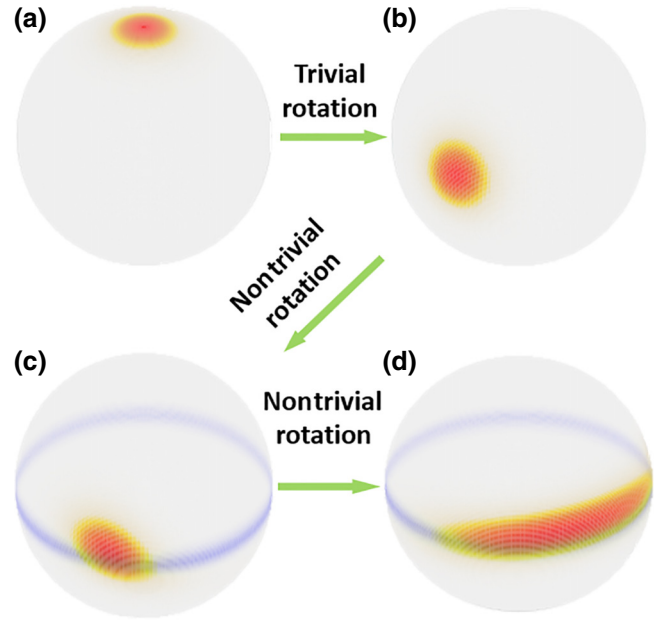 (a)
(b)
Trivial
rotation
Nontrivial
rotation
(c)
(d)
Nontrivial
rotation